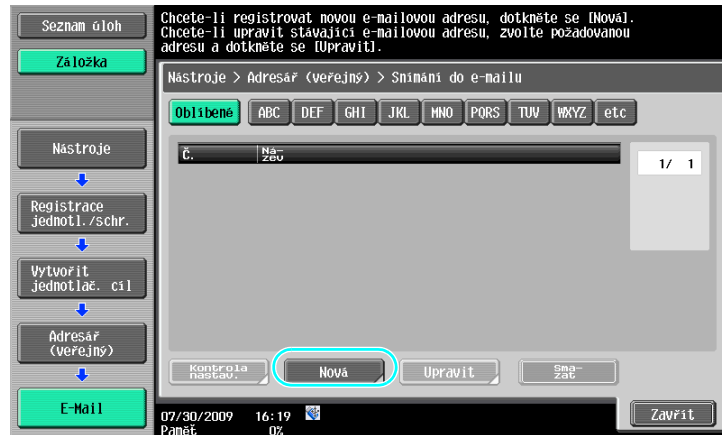 Seznam úloh
Záložka
Chcete-li registrovat novou e-mailovou adresu, dotkněte se [Nová].
Chcete-li upravit stávající e-mailovou adresu, zvolte požadovanou
adresu a dotkněte se [Upravit].
Nástroje > Adresář (veřejný) > Snímání do e-mailu
Oblíbené ABC DEF GHI JKL MNO PQRS TUV WXYZ etc
Č. Ná-
zev
1/ 1
Nástroje
Registrace
jednotl./schr.
Vytvořit
jednotlač. cíl
Adresář
(veřejný)
E-Mail
Kontrola
nastav.
Nová
Upravit
Sma-
zat
07/30/2009 16:19
Paměť 0%
Zavřít